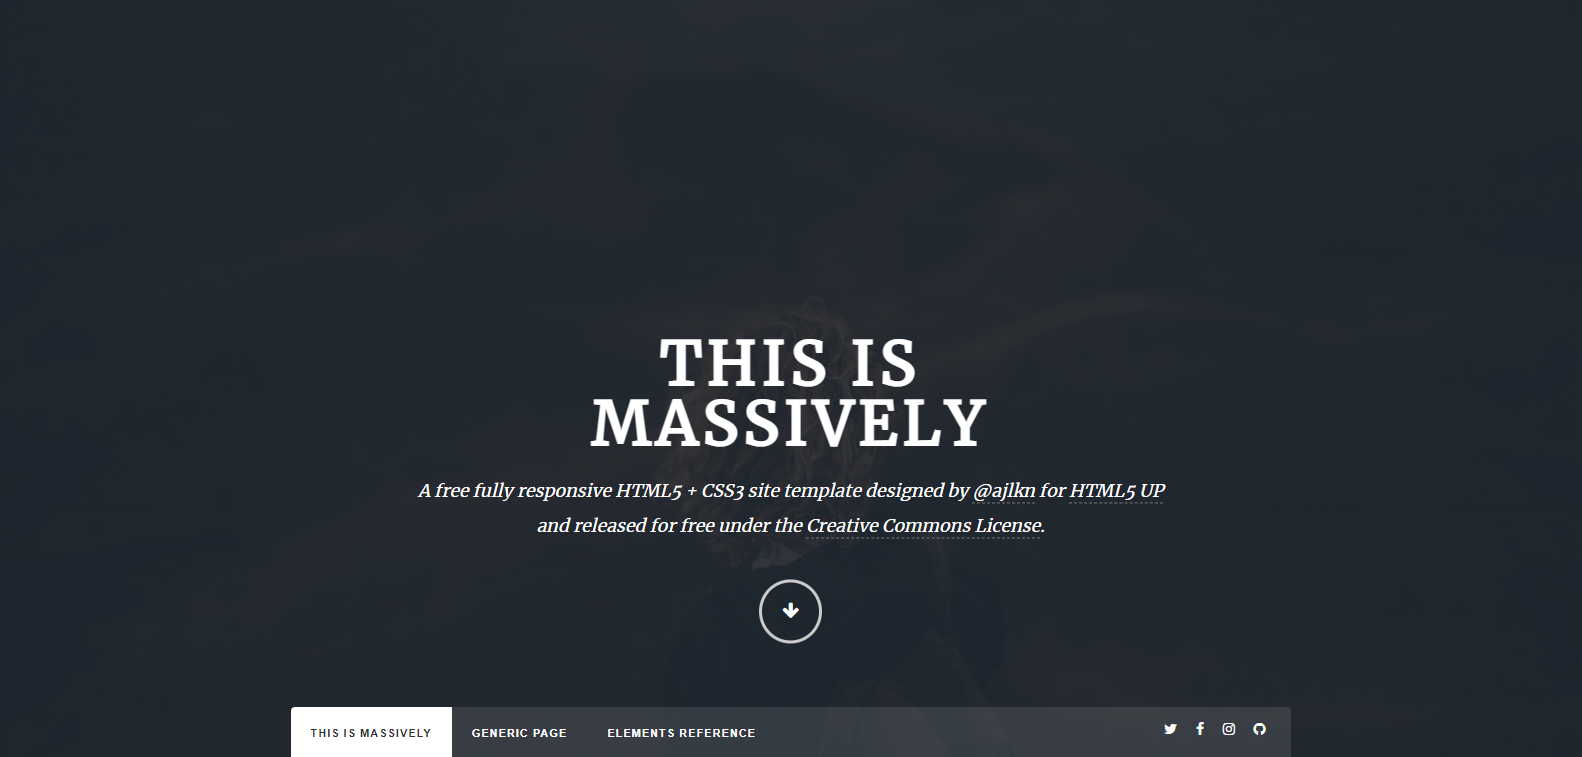 THIS IS
MASSIVELY
A free fully responsive HTML5 + CSS3 site template designed by @ajlkn for HTML5 UP
and released for free under the Creative Commons License.
THIS IS MASSIVELY
GENERIC PAGE
ELEMENTS REFERENCE